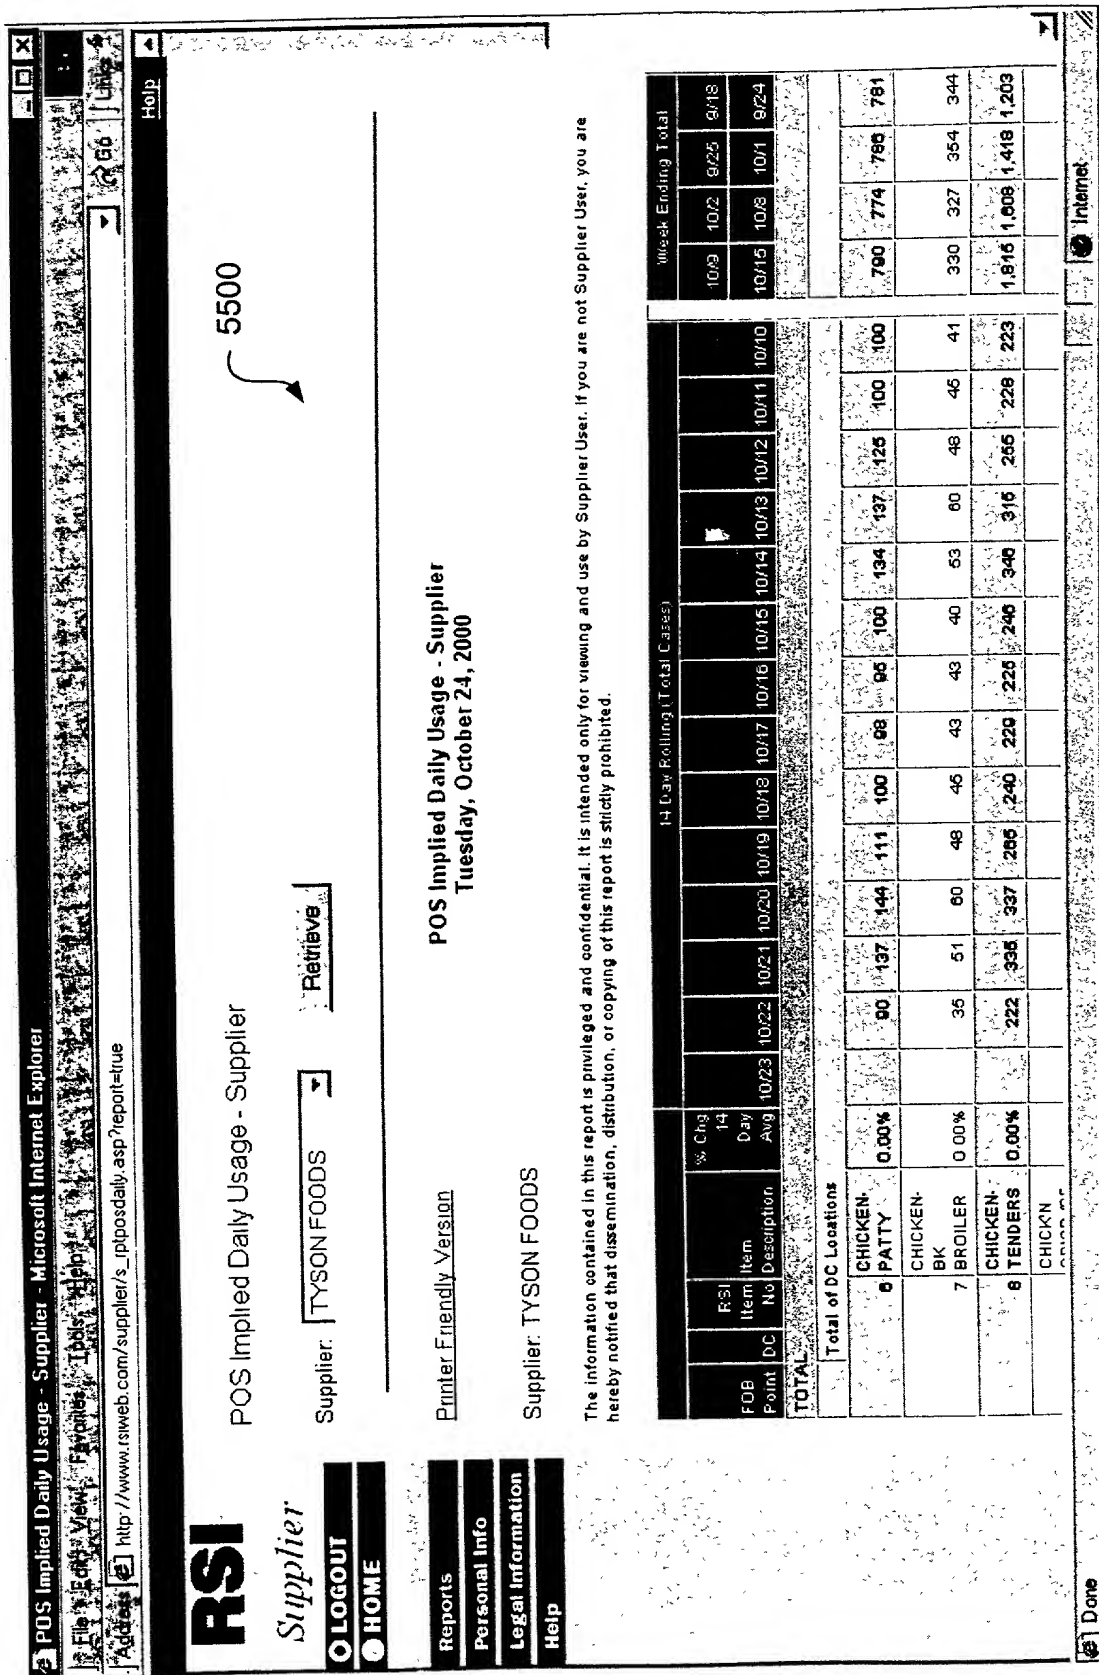 POS Implied Daily Usage - Supplier - Microsoft Internet Explorer
File Edit View Favorites Tools Help
Address http://www.rsiweb.com/supplier/s_rptposdaily.asp?report=true Go Links
Help
RSI
Supplier
LOGOUT
HOME
Reports
Personal Info
Legal Information
Help
POS Implied Daily Usage - Supplier
5500
Supplier: TYSON FOODS Retrieve
Printer Friendly Version
POS Implied Daily Usage - Supplier
Tuesday, October 24, 2000
Supplier: TYSON FOODS
The information contained in this report is privileged and confidential. It is intended only for viewing and use by Supplier User. If you are not Supplier User, you are
hereby notified that dissemination, distribution, or copying of this report is strictly prohibited.
14 Day Rolling (Total Cases) Week Ending Total
% Chg 10/9 10/2 9/25 9/18
RSI 14
FOB Item Item Day
Point DC No Description Avg 10/23 10/22 10/21 10/20 10/19 10/18 10/17 10/16 10/15 10/14 10/13 10/12 10/11 10/10 10/15 10/8 10/1 9/24
TOTAL
Total of DC Locations
CHICKEN-
6 PATTY 0.00% 90 137 144 111 100 98 95 100 134 137 125 100 100 790 774 786 781
CHICKEN-
BK
7 BROILER 0.00% 35 51 60 48 46 43 43 40 53 60 48 46 41 330 327 354 344
CHICKEN-
8 TENDERS 0.00% 222 335 337 265 240 229 225 246 346 315 255 228 223 1,815 1,608 1,418 1,203
CHICK'N
Done Internet